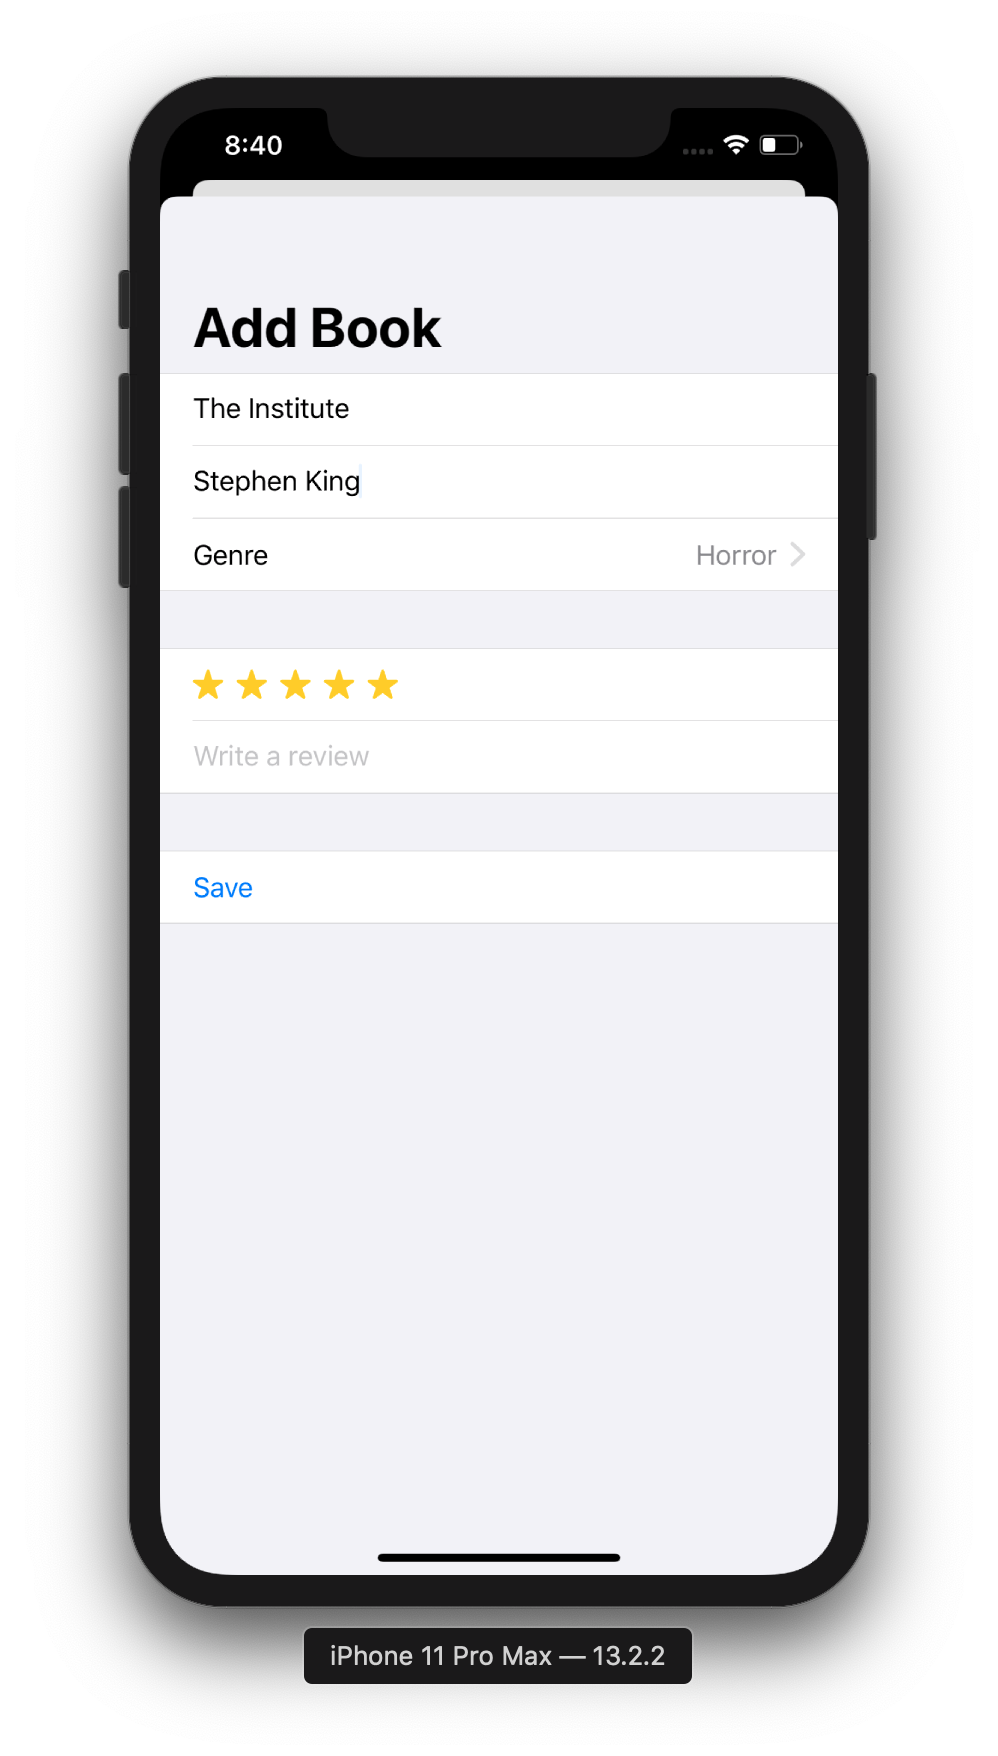 8:40
Add Book
The Institute
Stephen King
Genre Horror
Write a review
Save
iPhone 11 Pro Max — 13.2.2